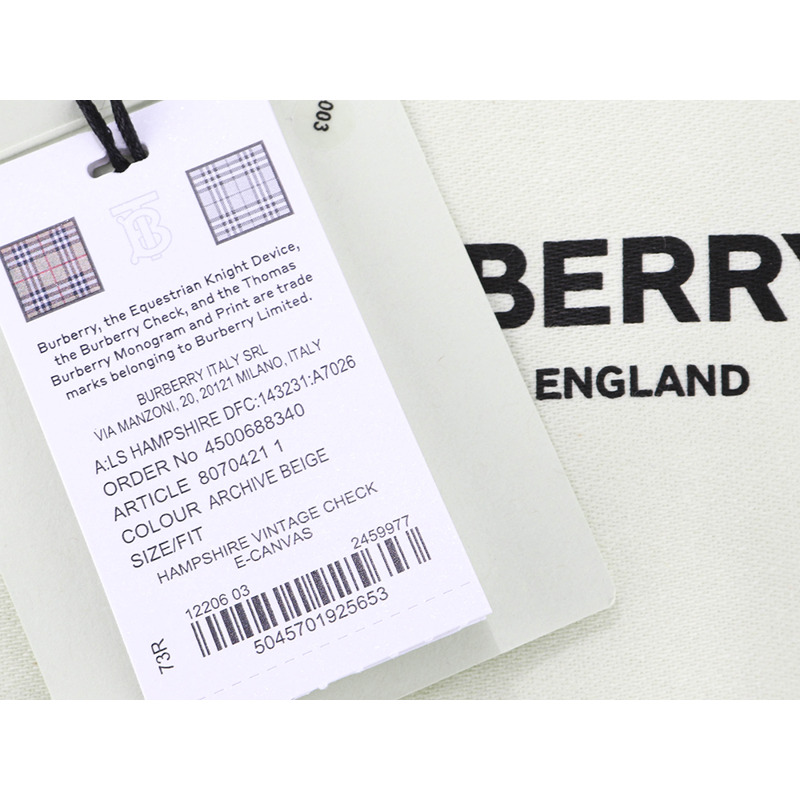 003
Burberry, the Equestrian Knight Device,
the Burberry Check, and the Thomas
Burberry Monogram and Print are trade
marks belonging to Burberry Limited.
BURBERRY ITALY SRL
VIA MANZONI, 20, 20121 MILANO, ITALY
A:LS HAMPSHIRE DFC:143231:A7026
ORDER No 4500688340
ARTICLE 8070421 1
COLOUR ARCHIVE BEIGE
SIZE/FIT
HAMPSHIRE VINTAGE CHECK
E-CANVAS
12206 03 2459977
5045701925653
73R
BERRY
ENGLAND